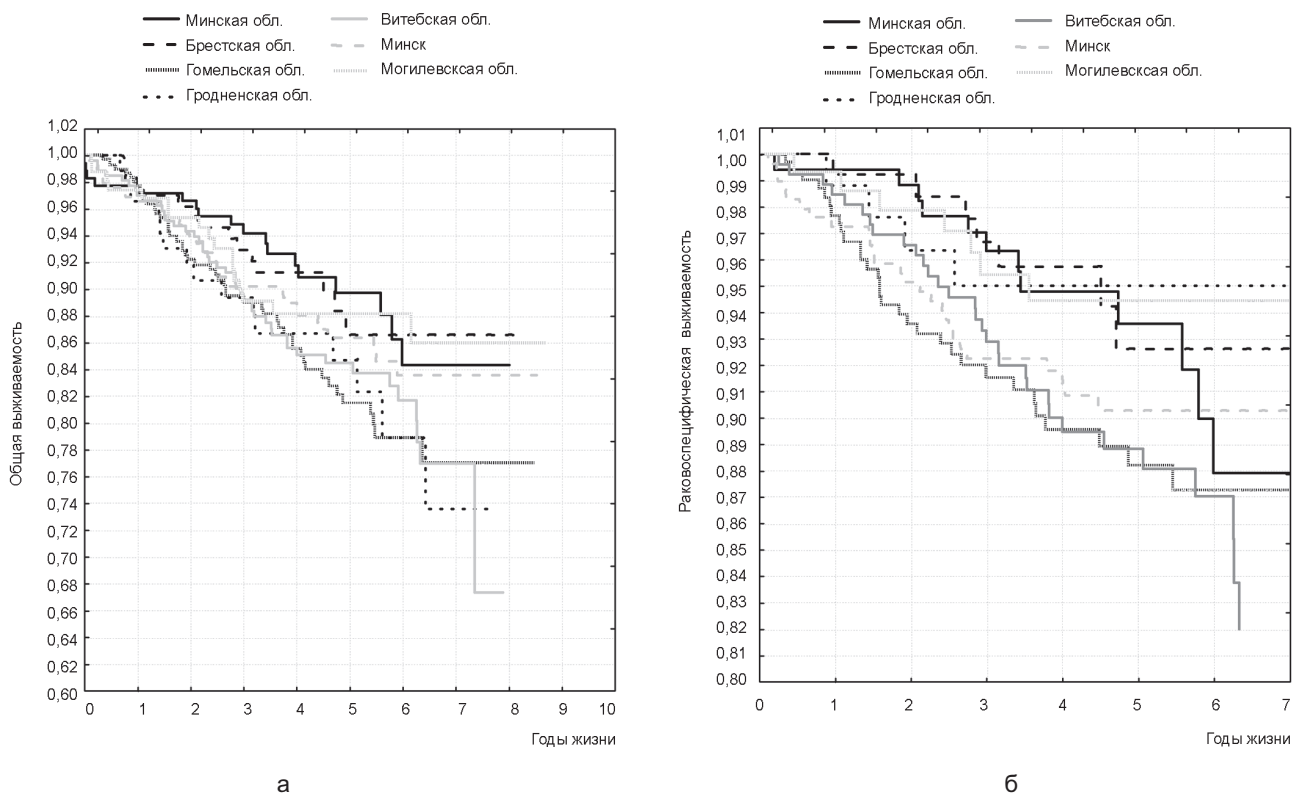 Минская обл.
Брестская обл.
Гомельская обл.
Гродненская обл.
Витебская обл.
Минск
Могилевсксая обл.
1,02
1,00
0,98
0,96
0,94
0,92
0,90
0,88
0,86
0,84
0,82
0,80
0,78
0,76
0,74
0,72
0,70
0,68
0,66
0,64
0,62
0,60
Общая выживаемость
0 1 2 3 4 5 6 7 8 9 10
Годы жизни
а
Минская обл.
Брестская обл.
Гомельская обл.
Гродненская обл.
Витебская обл.
Минск
Могилевсксая обл.
1,01
1,00
0,99
0,98
0,97
0,96
0,95
0,94
0,93
0,92
0,91
0,90
0,89
0,88
0,87
0,86
0,85
0,84
0,83
0,82
0,81
0,80
Раковоспецифическая выживаемость
0 1 2 3 4 5 6 7
Годы жизни
б